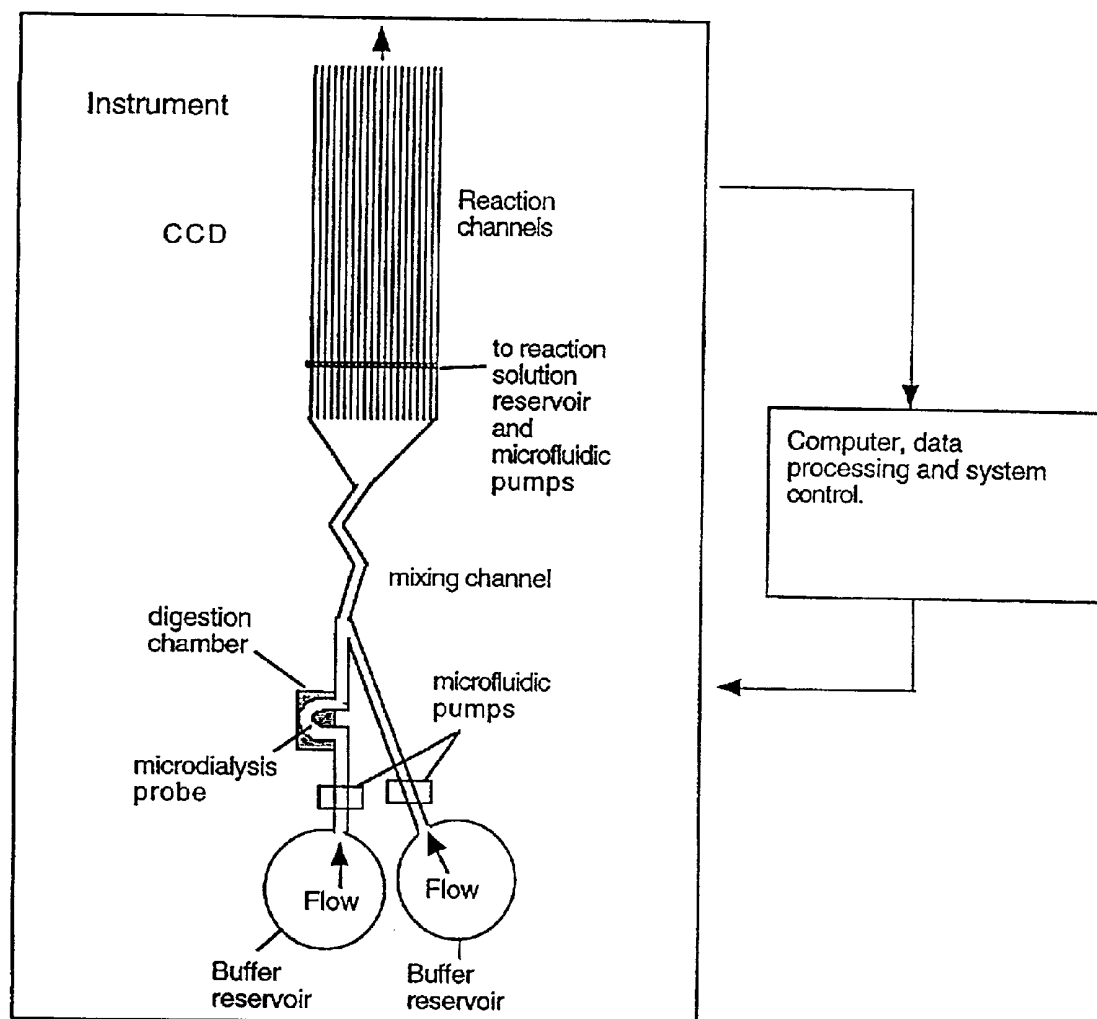 Instrument
CCD
Reaction
channels
to reaction
solution
reservoir
and
microfluidic
pumps
Computer, data
processing and system
control.
mixing channel
digestion
chamber
microfluidic
pumps
microdialysis
probe
Flow
Flow
Buffer
reservoir
Buffer
reservoir